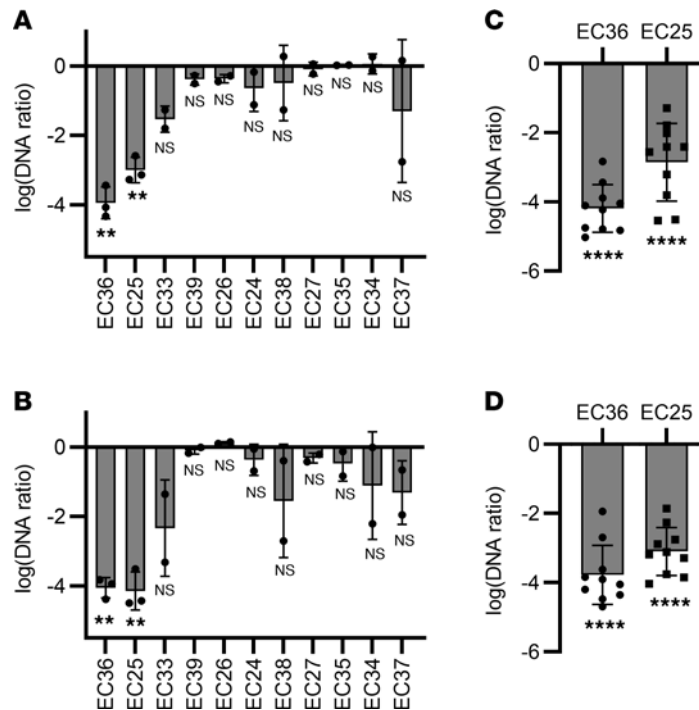 A
log(DNA ratio)
0
-2
-4
**
**
NS
NS
NS
NS
NS
NS
NS
NS
NS
EC36
EC25
EC33
EC39
EC26
EC24
EC38
EC27
EC35
EC34
EC37
C
EC36 EC25
log(DNA ratio)
0
-2
-4
-6
****
****
B
log(DNA ratio)
0
-2
-4
**
**
NS
NS
NS
NS
NS
NS
NS
NS
NS
EC36
EC25
EC33
EC39
EC26
EC24
EC38
EC27
EC35
EC34
EC37
D
EC36 EC25
log(DNA ratio)
0
-2
-4
-6
****
****